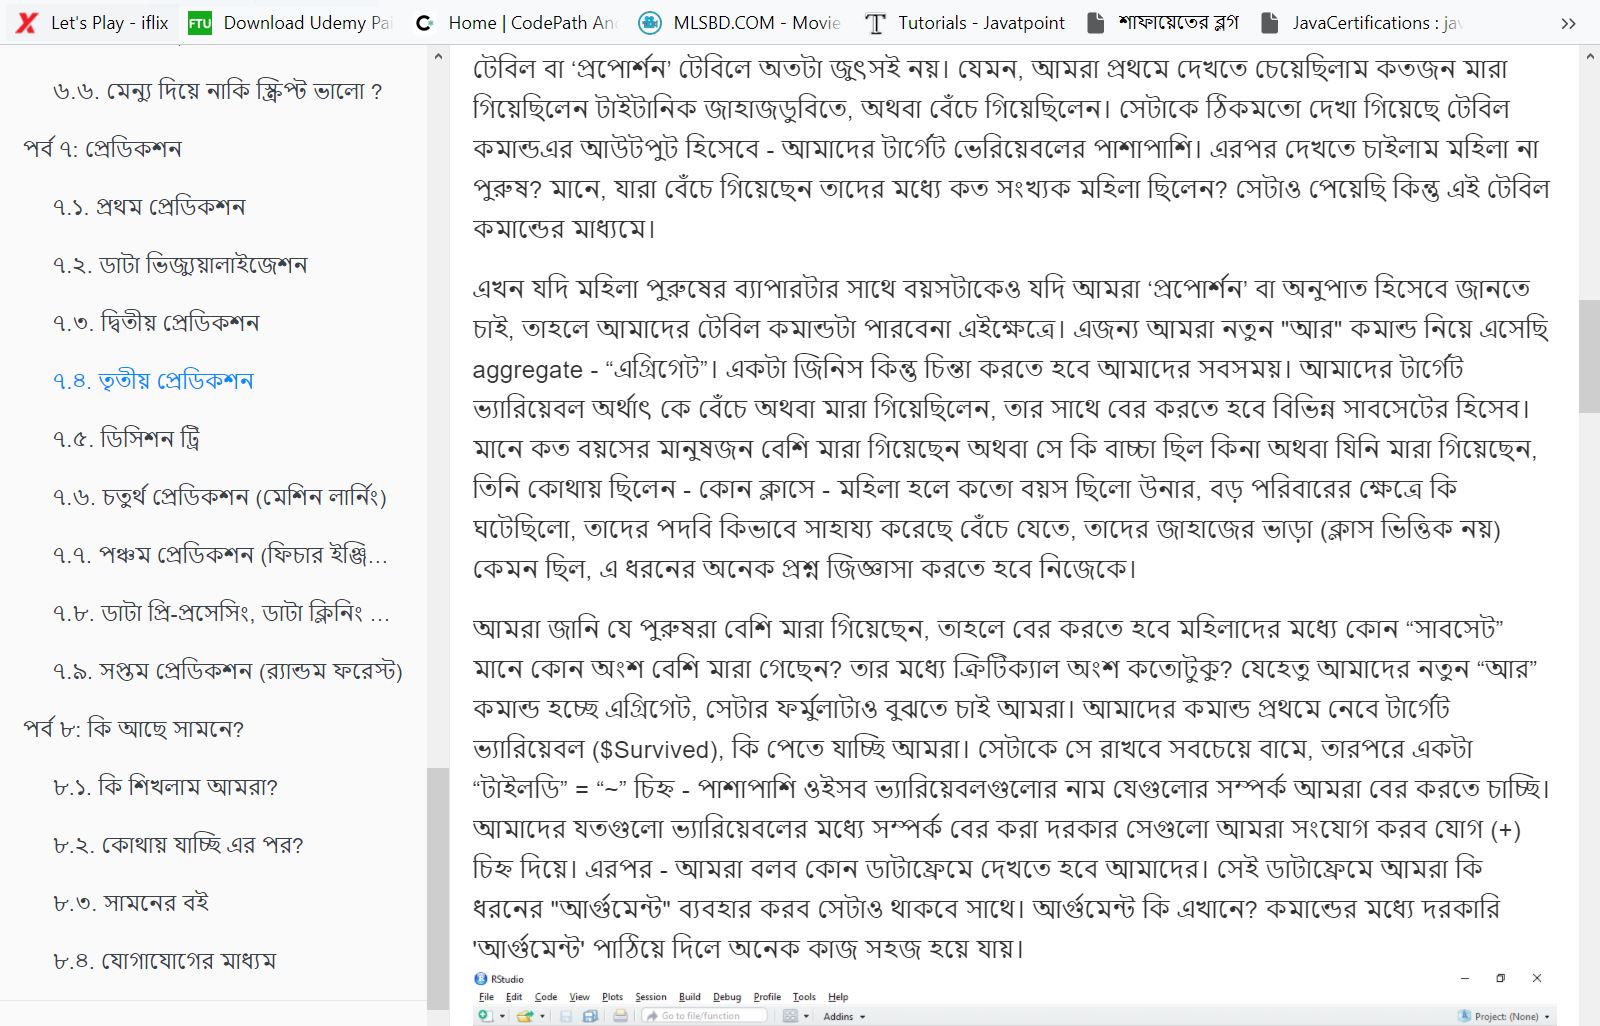 Let's Play - iflix
Download Udemy Pai
Home | CodePath And
MLSBD.COM - Movie
Tutorials - Javatpoint
শাফায়েতের ব্লগ
JavaCertifications : jav
৬.৬. মেন্যু দিয়ে নাকি স্ক্রিপ্ট ভালো ?
পর্ব ৭: প্রেডিকশন
৭.১. প্রথম প্রেডিকশন
৭.২. ডাটা ভিজ্যুয়ালাইজেশন
৭.৩. দ্বিতীয় প্রেডিকশন
৭.৪. তৃতীয় প্রেডিকশন
৭.৫. ডিসিশন ট্রি
৭.৬. চতুর্থ প্রেডিকশন (মেশিন লার্নিং)
৭.৭. পঞ্চম প্রেডিকশন (ফিচার ইঞ্জি...
৭.৮. ডাটা প্রি-প্রসেসিং, ডাটা ক্লিনিং ...
৭.৯. সপ্তম প্রেডিকশন (র‍্যান্ডম ফরেস্ট)
পর্ব ৮: কি আছে সামনে?
৮.১. কি শিখলাম আমরা?
৮.২. কোথায় যাচ্ছি এর পর?
৮.৩. সামনের বই
৮.৪. যোগাযোগের মাধ্যম
টেবিল বা ‘প্রপোর্শন’ টেবিলে অতটা জুৎসই নয়। যেমন, আমরা প্রথমে দেখতে চেয়েছিলাম কতজন মারা
গিয়েছিলেন টাইটানিক জাহাজডুবিতে, অথবা বেঁচে গিয়েছিলেন। সেটাকে ঠিকমতো দেখা গিয়েছে টেবিল
কমান্ডএর আউটপুট হিসেবে - আমাদের টার্গেট ভেরিয়েবলের পাশাপাশি। এরপর দেখতে চাইলাম মহিলা না
পুরুষ? মানে, যারা বেঁচে গিয়েছেন তাদের মধ্যে কত সংখ্যক মহিলা ছিলেন? সেটাও পেয়েছি কিন্তু এই টেবিল
কমান্ডের মাধ্যমে।
এখন যদি মহিলা পুরুষের ব্যাপারটার সাথে বয়সটাকেও যদি আমরা ‘প্রপোর্শন’ বা অনুপাত হিসেবে জানতে
চাই, তাহলে আমাদের টেবিল কমান্ডটা পারবেনা এইক্ষেত্রে। এজন্য আমরা নতুন "আর" কমান্ড নিয়ে এসেছি
aggregate - “এগ্রিগেট”। একটা জিনিস কিন্তু চিন্তা করতে হবে আমাদের সবসময়। আমাদের টার্গেট
ভ্যারিয়েবল অর্থাৎ কে বেঁচে অথবা মারা গিয়েছিলেন, তার সাথে বের করতে হবে বিভিন্ন সাবসেটের হিসেব।
মানে কত বয়সের মানুষজন বেশি মারা গিয়েছেন অথবা সে কি বাচ্চা ছিল কিনা অথবা যিনি মারা গিয়েছেন,
তিনি কোথায় ছিলেন - কোন ক্লাসে - মহিলা হলে কতো বয়স ছিলো উনার, বড় পরিবারের ক্ষেত্রে কি
ঘটেছিলো, তাদের পদবি কিভাবে সাহায্য করেছে বেঁচে যেতে, তাদের জাহাজের ভাড়া (ক্লাস ভিত্তিক নয়)
কেমন ছিল, এ ধরনের অনেক প্রশ্ন জিজ্ঞাসা করতে হবে নিজেকে।
আমরা জানি যে পুরুষরা বেশি মারা গিয়েছেন, তাহলে বের করতে হবে মহিলাদের মধ্যে কোন “সাবসেট”
মানে কোন অংশ বেশি মারা গেছেন? তার মধ্যে ক্রিটিক্যাল অংশ কতোটুকু? যেহেতু আমাদের নতুন “আর”
কমান্ড হচ্ছে এগ্রিগেট, সেটার ফর্মুলাটাও বুঝতে চাই আমরা। আমাদের কমান্ড প্রথমে নেবে টার্গেট
ভ্যারিয়েবল ($Survived), কি পেতে যাচ্ছি আমরা। সেটাকে সে রাখবে সবচেয়ে বামে, তারপরে একটা
“টাইলডি” = “~” চিহ্ন - পাশাপাশি ওইসব ভ্যারিয়েবলগুলোর নাম যেগুলোর সম্পর্ক আমরা বের করতে চাচ্ছি।
আমাদের যতগুলো ভ্যারিয়েবলের মধ্যে সম্পর্ক বের করা দরকার সেগুলো আমরা সংযোগ করব যোগ (+)
চিহ্ন দিয়ে। এরপর - আমরা বলব কোন ডাটাফ্রেমে দেখতে হবে আমাদের। সেই ডাটাফ্রেমে আমরা কি
ধরনের "আর্গুমেন্ট" ব্যবহার করব সেটাও থাকবে সাথে। আর্গুমেন্ট কি এখানে? কমান্ডের মধ্যে দরকারি
'আর্গুমেন্ট' পাঠিয়ে দিলে অনেক কাজ সহজ হয়ে যায়।
RStudio
File Edit Code View Plots Session Build Debug Profile Tools Help
Go to file/function Addins Project: (None)